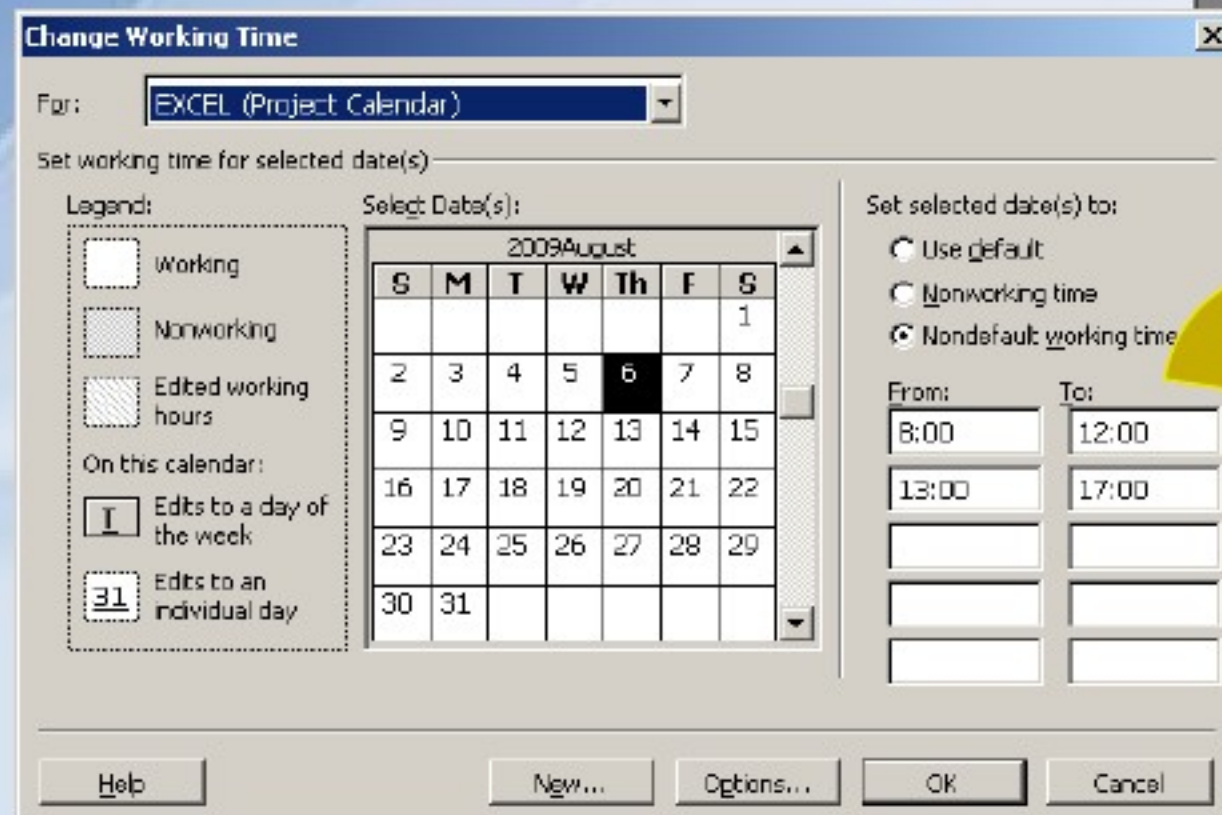 Change Working Time
For: EXCEL (Project Calendar)
Set working time for selected date(s)
Legend:
Working
Nonworking
Edited working
hours
On this calendar:
I Edits to a day of
the week
31 Edits to an
individual day
Select Date(s):
2009August
S M T W Th F S
1
2 3 4 5 6 7 8
9 10 11 12 13 14 15
16 17 18 19 20 21 22
23 24 25 26 27 28 29
30 31
Set selected date(s) to:
Use default
Nonworking time
Nondefault working time
From: To:
8:00 12:00
13:00 17:00
Help New... Options... OK Cancel